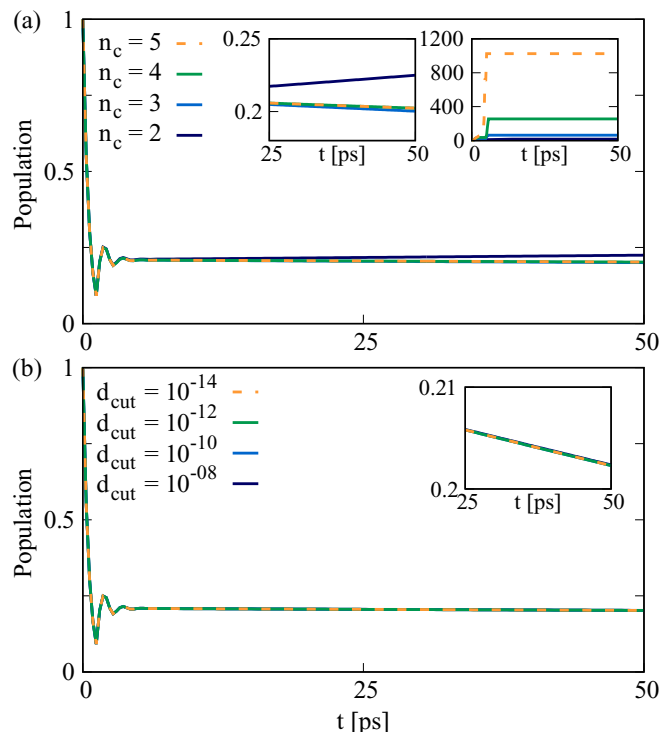 (a)
1
0.5
0
Population
n_c = 5
n_c = 4
n_c = 3
n_c = 2
0.25
0.2
25
t [ps]
50
1200
800
400
0
0
t [ps]
50
0
25
50
(b)
1
0.5
0
Population
d_cut = 10^-14
d_cut = 10^-12
d_cut = 10^-10
d_cut = 10^-08
0.21
0.2
25
t [ps]
50
0
25
50
t [ps]